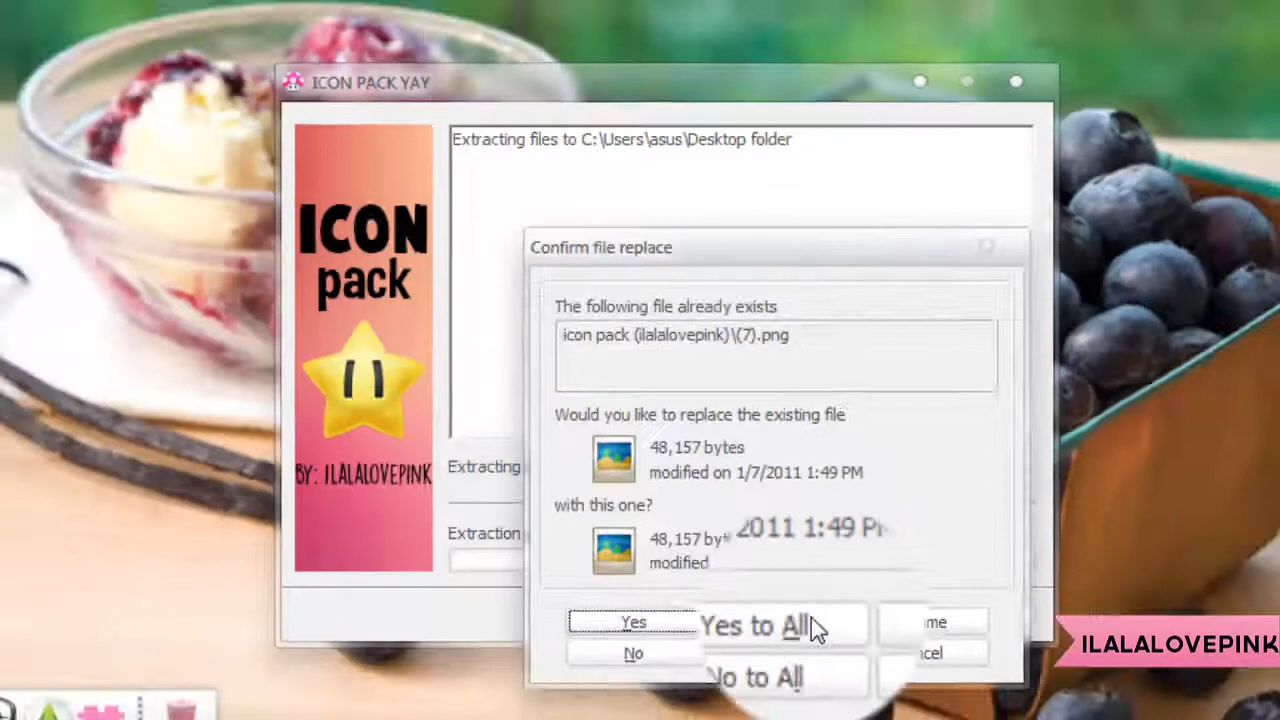 ICON PACK YAY
Extracting files to C:\Users\asus\Desktop folder
ICON
pack
BY: ILALALOVEPINK
Extracting
Extraction
Confirm file replace
The following file already exists
icon pack (ilalalovepink)\(7).png
Would you like to replace the existing file
48,157 bytes
modified on 1/7/2011 1:49 PM
with this one?
48,157
modified
2011 1:49
Yes
Yes to All
No
No to All
ILALALOVEPINK